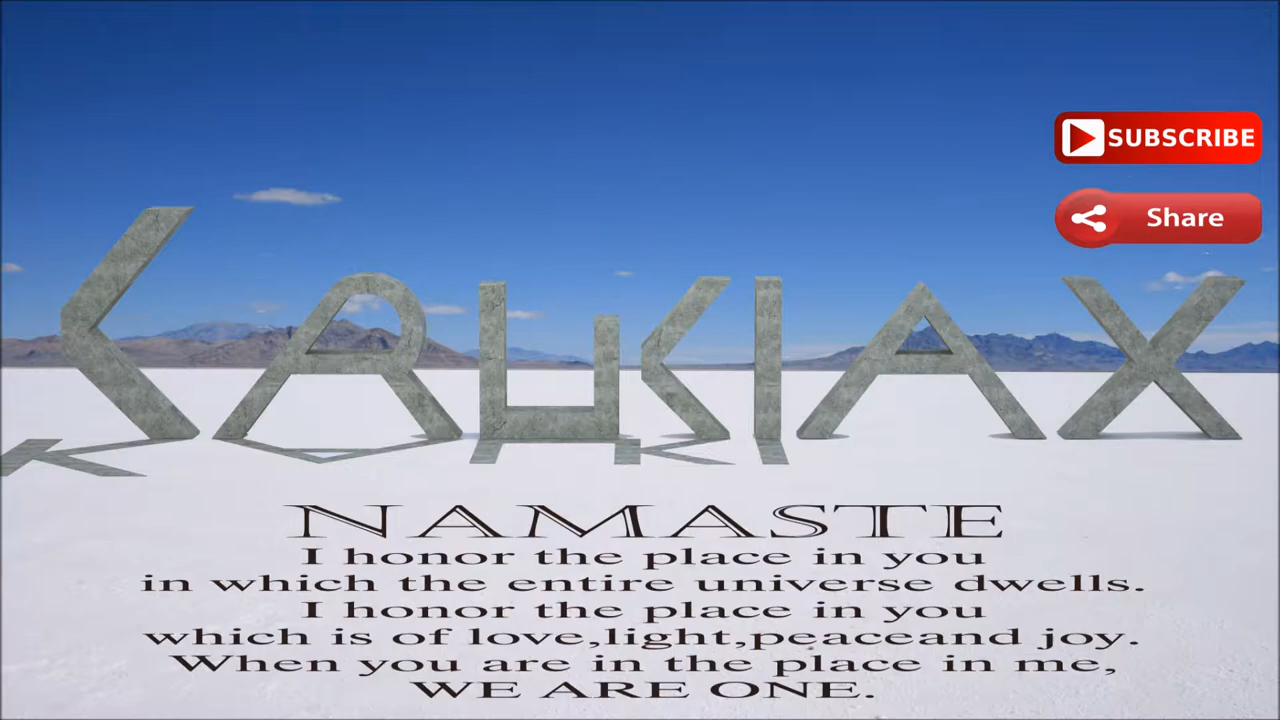 SUBSCRIBE
Share
NAMASTE
I honor the place in you
in which the entire universe dwells.
I honor the place in you
which is of love,light,peaceand joy.
When you are in the place in me,
WE ARE ONE.